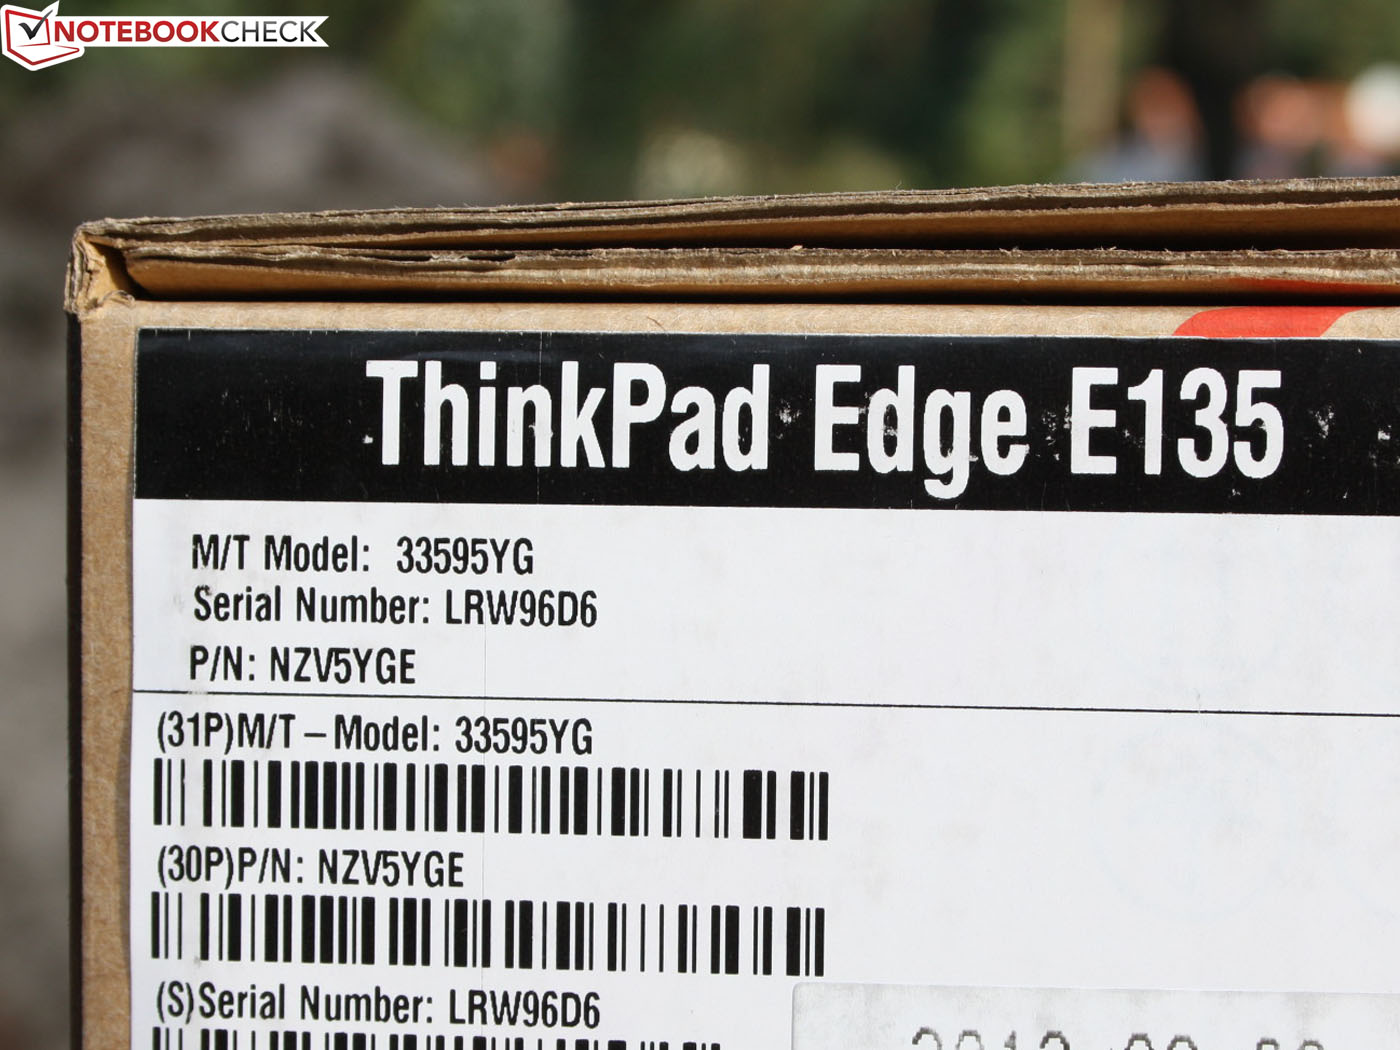 NOTEBOOKCHECK
ThinkPad Edge E135
M/T Model: 33595YG
Serial Number: LRW96D6
P/N: NZV5YGE
(31P)M/T – Model: 33595YG
(30P)P/N: NZV5YGE
(S)Serial Number: LRW96D6